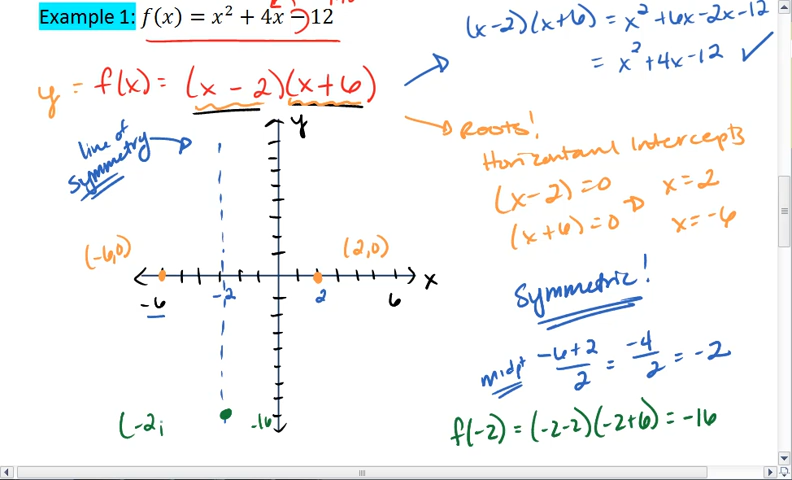 Example 1: f(x) = x² + 4x − 12
(x-2)(x+6) = x² + 6x - 2x - 12
= x² + 4x - 12 ✓
y = f(x) = (x - 2)(x + 6)
line of
symmetry
y
Roots!
Horizontal Intercepts
(x-2) = 0 x = 2
(x+6) = 0 x = -6
(-6,0) (2,0)
x
-6 -2 2 6
Symmetric!
midpt -6+2/2 = -4/2 = -2
(-2, -16
f(-2) = (-2-2)(-2+6) = -16